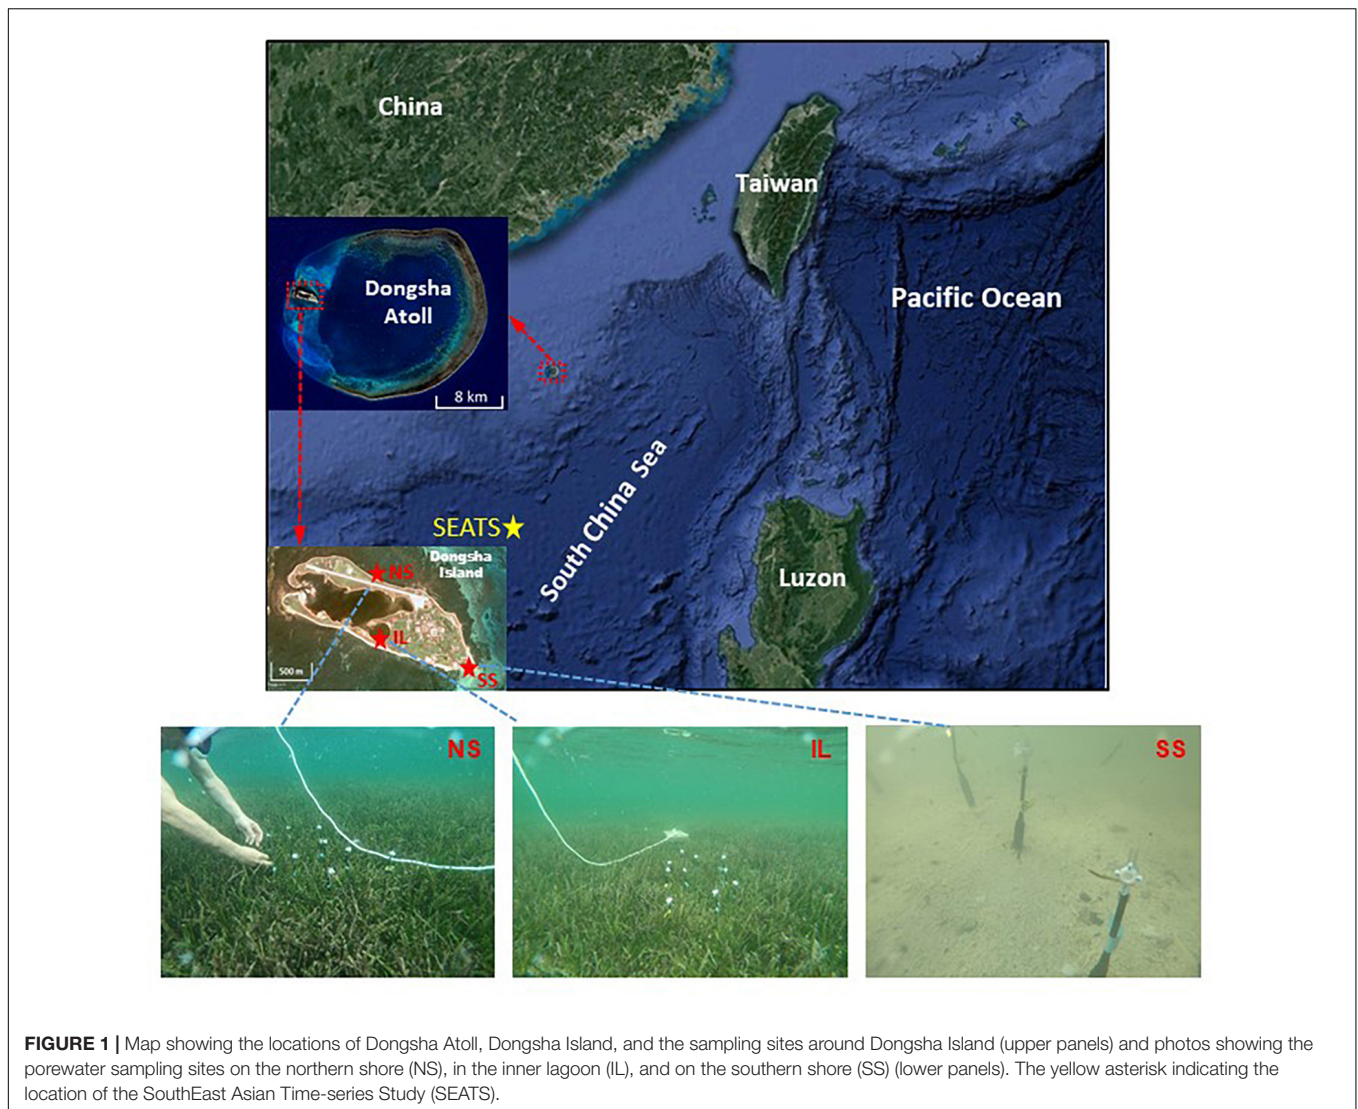 China
Taiwan
Dongsha
Atoll
Pacific Ocean
8 km
South China Sea
SEATS
Dongsha
Island
NS
Luzon
IL
500 m
SS
NS
IL
SS
FIGURE 1 | Map showing the locations of Dongsha Atoll, Dongsha Island, and the sampling sites around Dongsha Island (upper panels) and photos showing the
porewater sampling sites on the northern shore (NS), in the inner lagoon (IL), and on the southern shore (SS) (lower panels). The yellow asterisk indicating the
location of the SouthEast Asian Time-series Study (SEATS).